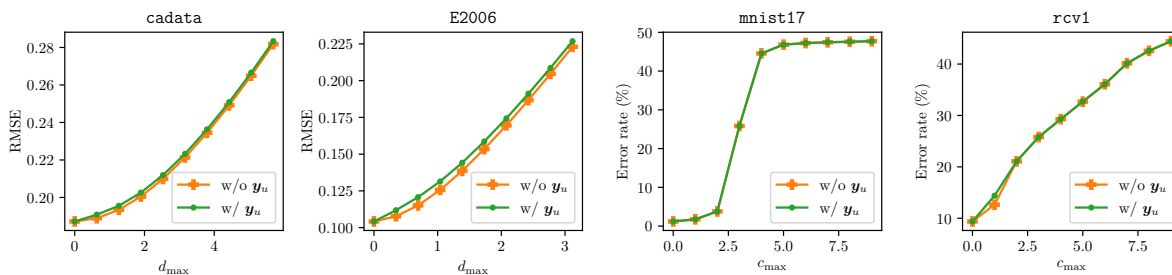 cadata
0.28
0.26
0.24
0.22
0.20
RMSE
0
2
4
d_max
w/o y_u
w/ y_u
E2006
0.225
0.200
0.175
0.150
0.125
0.100
RMSE
0
1
2
3
d_max
w/o y_u
w/ y_u
mnist17
50
40
30
20
10
0
Error rate (%)
0.0
2.5
5.0
7.5
c_max
w/o y_u
w/ y_u
rcv1
40
30
20
10
Error rate (%)
0.0
2.5
5.0
7.5
c_max
w/o y_u
w/ y_u